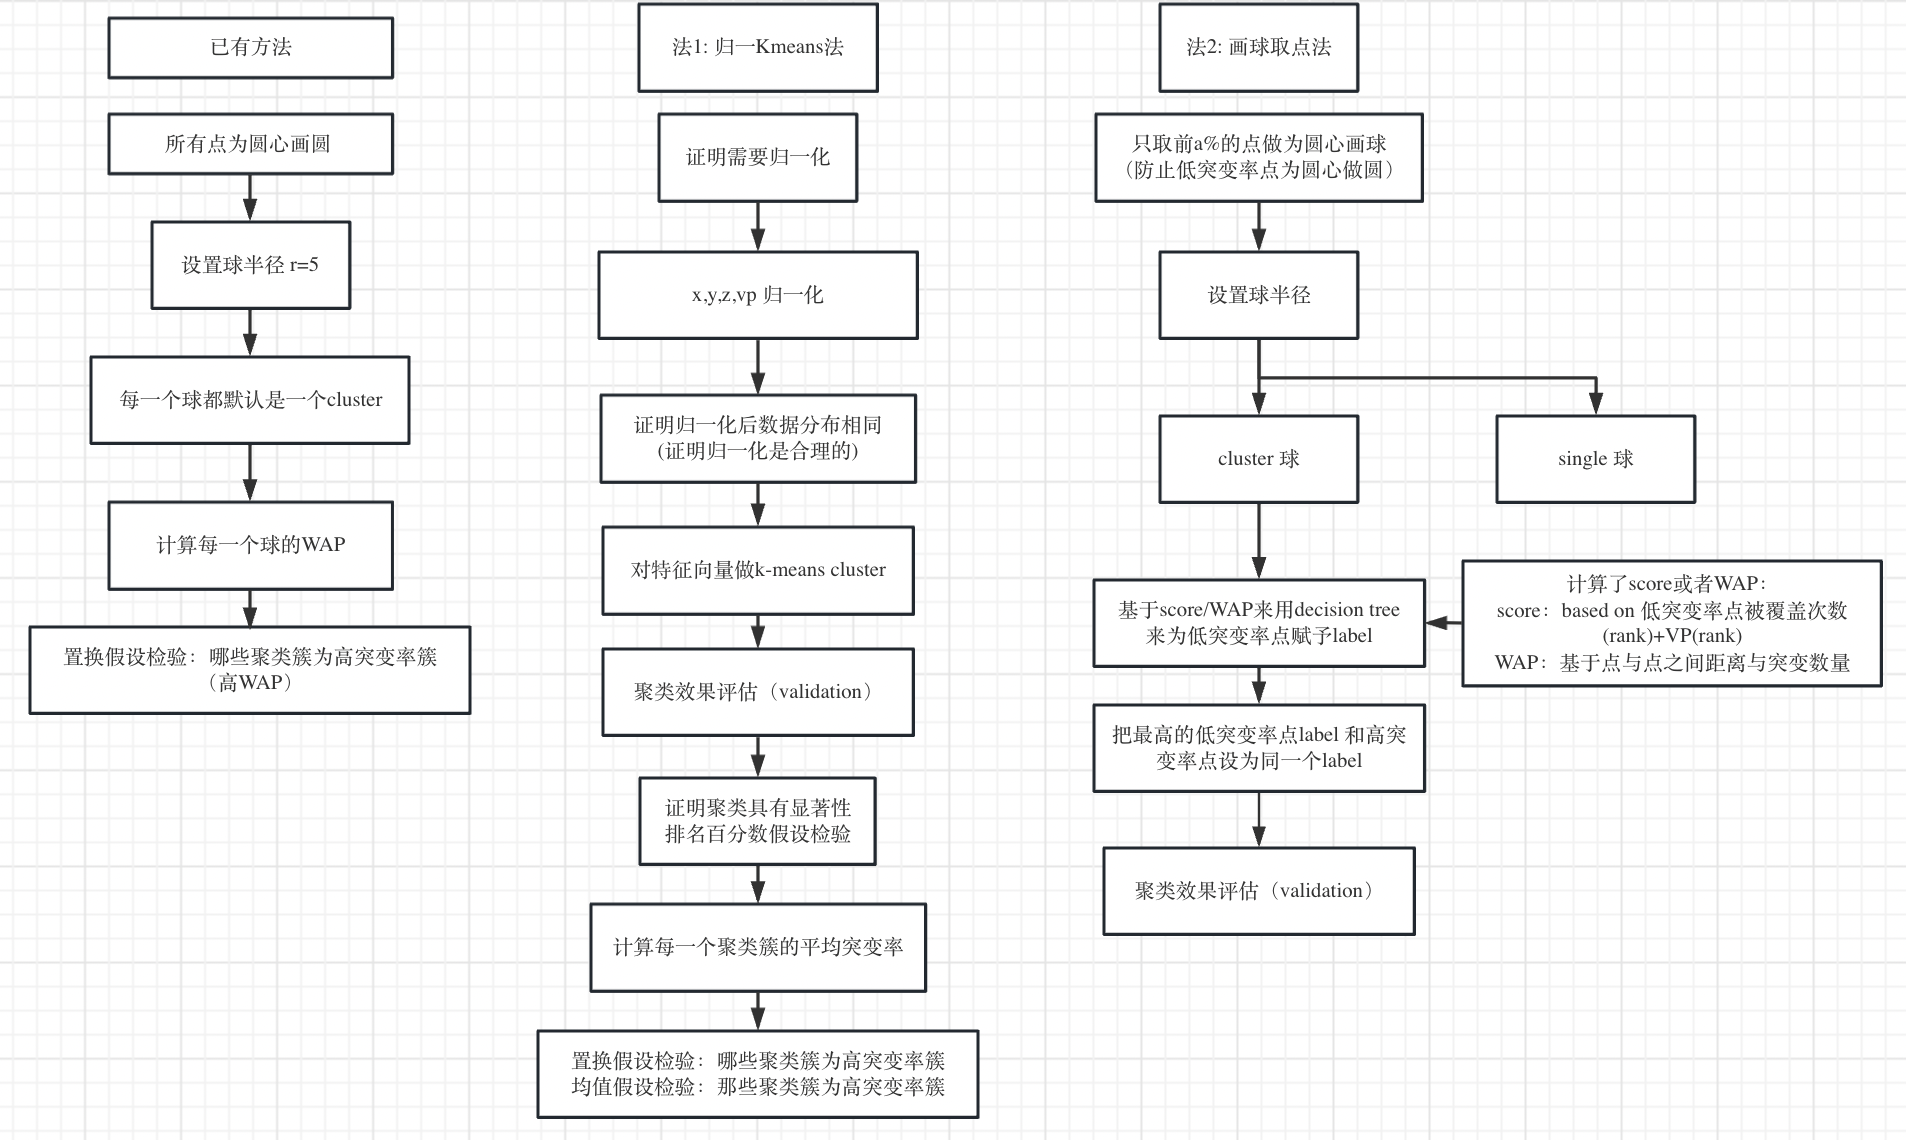 已有方法
所有点为圆心画圆
设置球半径 r=5
每一个球都默认是一个cluster
计算每一个球的WAP
置换假设检验：哪些聚类簇为高突变率簇
（高WAP）
法1: 归一Kmeans法
证明需要归一化
x,y,z,vp 归一化
证明归一化后数据分布相同
(证明归一化是合理的)
对特征向量做k-means cluster
聚类效果评估（validation）
证明聚类具有显著性
排名百分数假设检验
计算每一个聚类簇的平均突变率
置换假设检验：哪些聚类簇为高突变率簇
均值假设检验：那些聚类簇为高突变率簇
法2: 画球取点法
只取前a%的点做为圆心画球
（防止低突变率点为圆心做圆）
设置球半径
cluster 球
single 球
基于score/WAP来用decision tree
来为低突变率点赋予label
计算了score或者WAP：
score：based on 低突变率点被覆盖次数
(rank)+VP(rank)
WAP：基于点与点之间距离与突变数量
把最高的低突变率点label 和高突
变率点设为同一个label
聚类效果评估（validation）